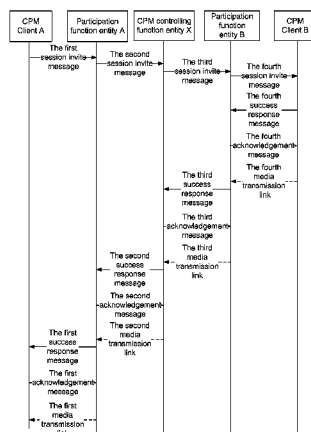 CPM
Client A
Participation
function entity A
CPM controlling
function entity X
Participation
function
entity B
CPM
Client B
The first
session invite
message
The second
session invite
message
The third
session invite
message
The fourth
session invite
message
The fourth
success
response
message
The fourth
acknowledgement
message
The fourth
media
transmission
link
The third
success
response
message
The third
acknowledgement
message
The third
media
transmission
link
The second
success
response
message
The second
acknowledgement
message
The second
media
transmission
link
The first
success
response
message
The first
acknowledgement
message
The first
media
transmission